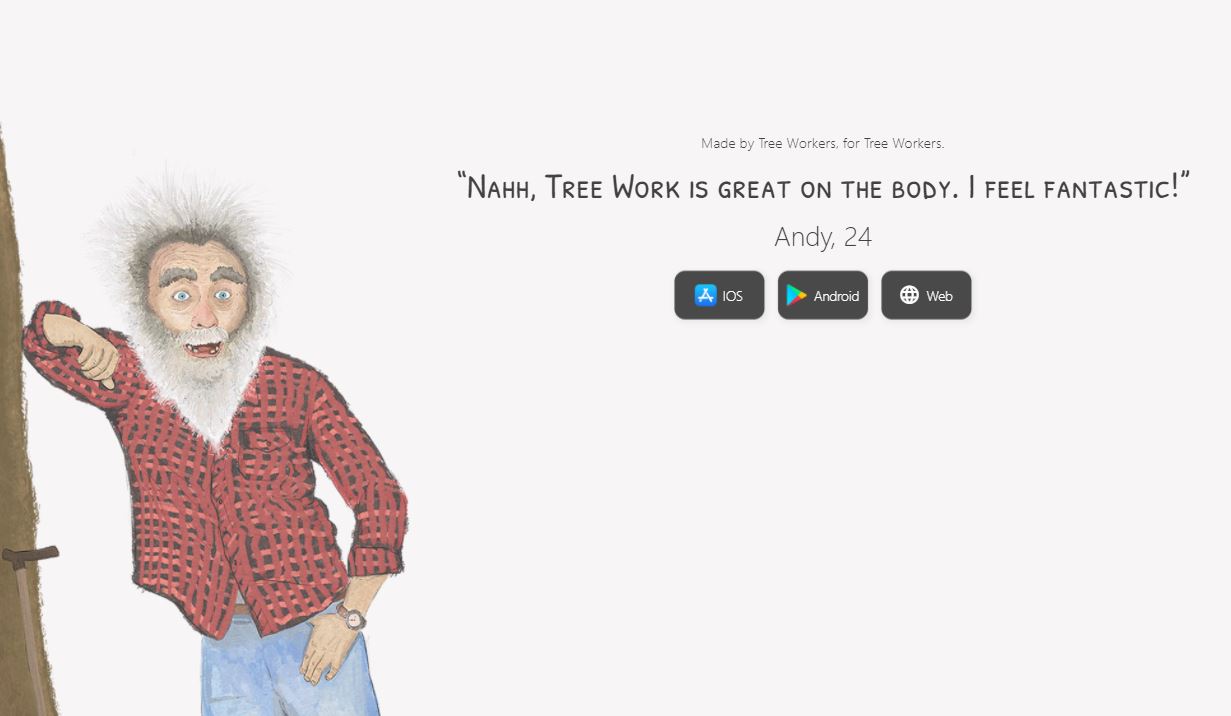 Made by Tree Workers, for Tree Workers.
“Nahh, Tree Work is great on the body. I feel fantastic!”
Andy, 24
IOS
Android
Web